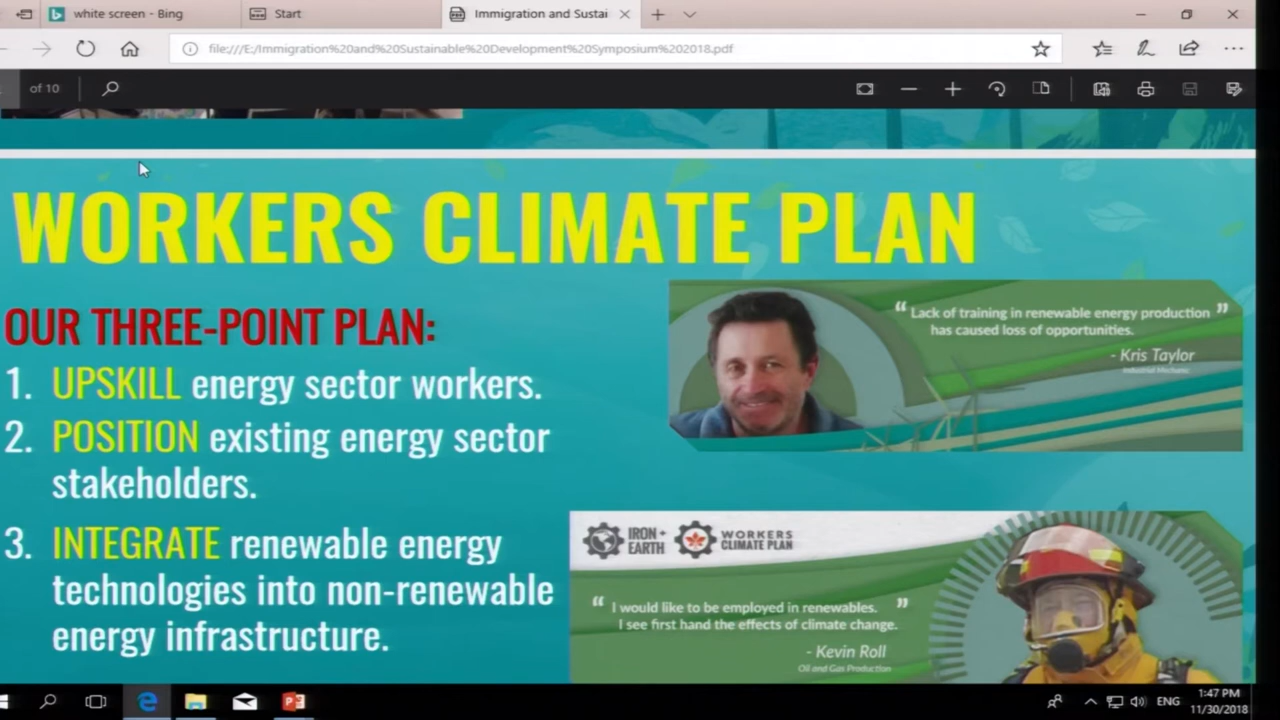 white screen - Bing
Start
Immigration and Sustai
file:///E:/Immigration%20and%20Sustainable%20Development%20Symposium%202018.pdf
of 10
WORKERS CLIMATE PLAN
OUR THREE-POINT PLAN:
1. UPSKILL energy sector workers.
2. POSITION existing energy sector
stakeholders.
3. INTEGRATE renewable energy
technologies into non-renewable
energy infrastructure.
“ Lack of training in renewable energy production ”
has caused loss of opportunities.
- Kris Taylor
Industrial Mechanic
IRON +
EARTH
WORKERS
CLIMATE PLAN
“ I would like to be employed in renewables. ”
I see first hand the effects of climate change.
- Kevin Roll
Oil and Gas Production
ENG
1:47 PM
11/30/2018